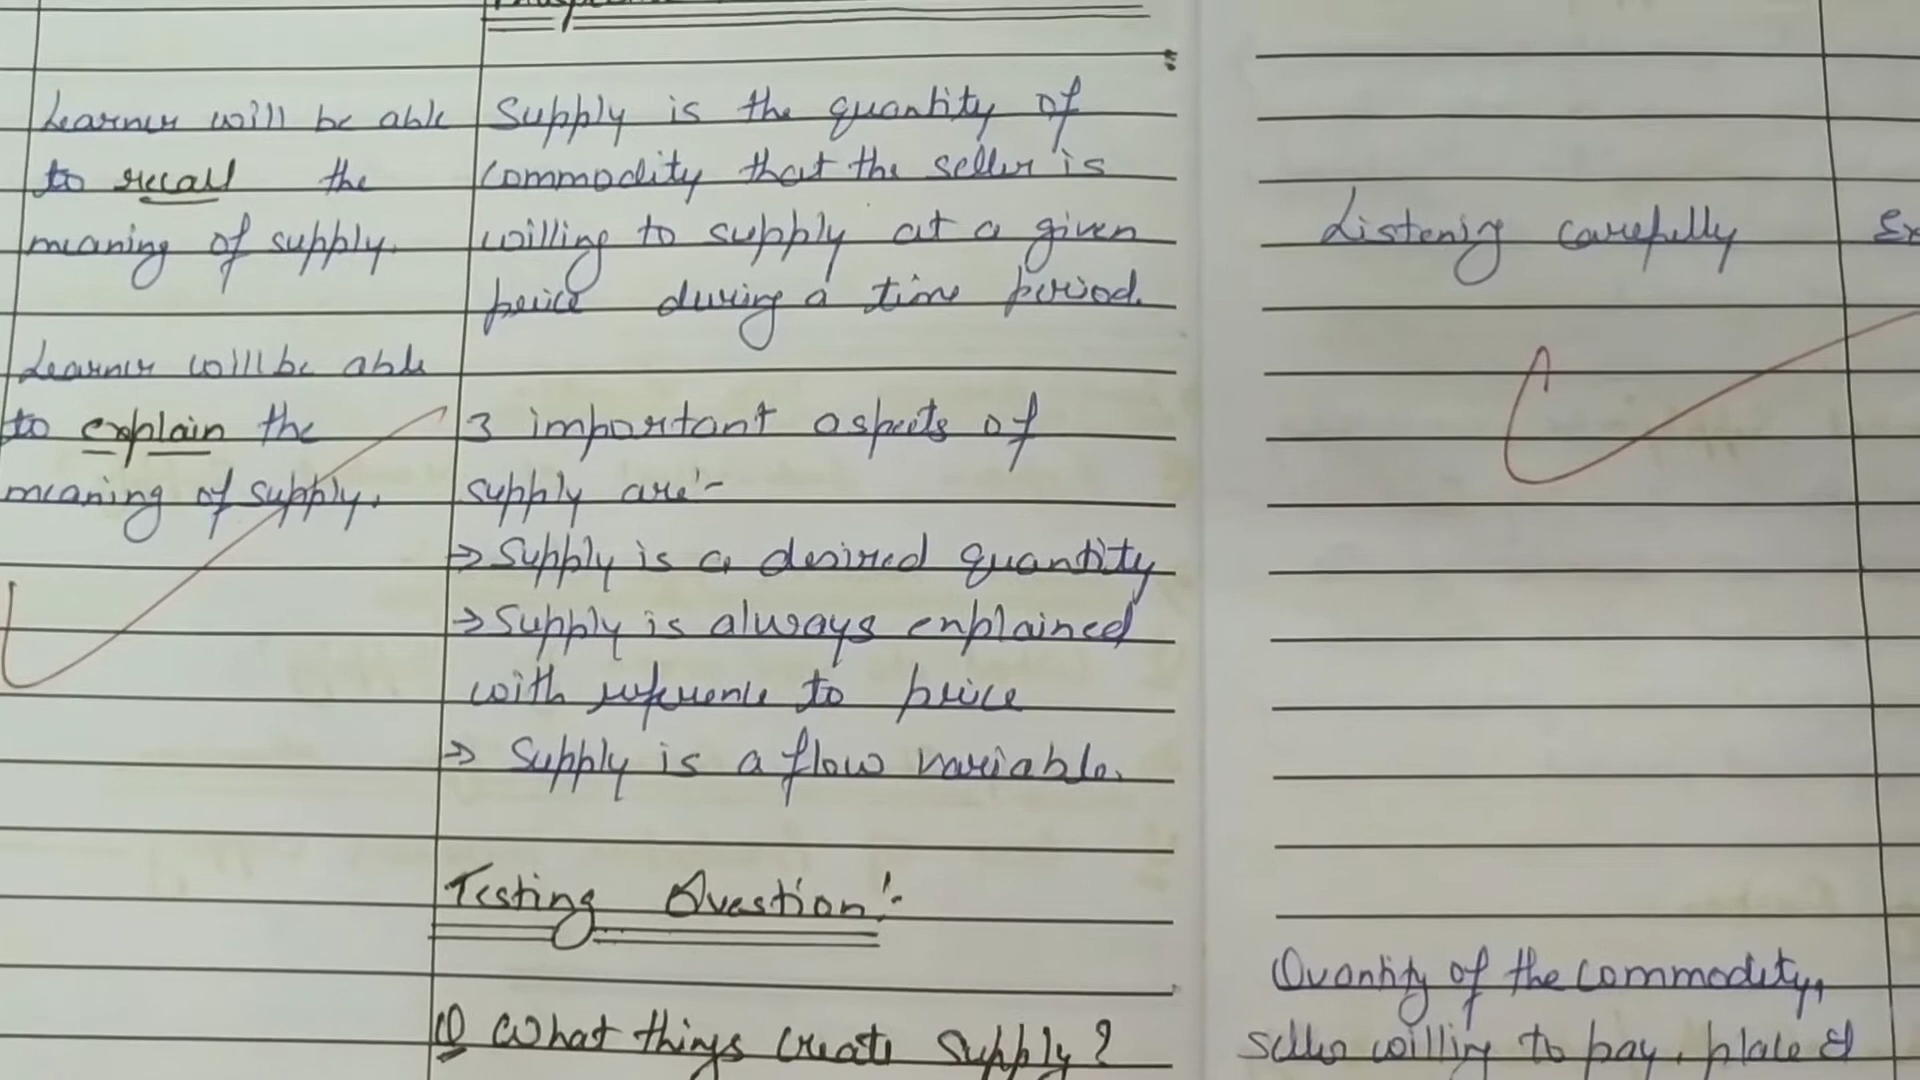 Learner will be able
to recall the
meaning of supply.
Learner will be able
to explain the
meaning of supply.
Supply is the quantity of
commodity that the seller is
willing to supply at a given
price during a time period.
3 important aspects of
supply are:-
→ Supply is a desired quantity
→ Supply is always explained
with reference to price
→ Supply is a flow variable.
Testing Question:-
Q What things create supply?
Listenig carefully
Quantity of the commodity,
seller willing to pay, place &